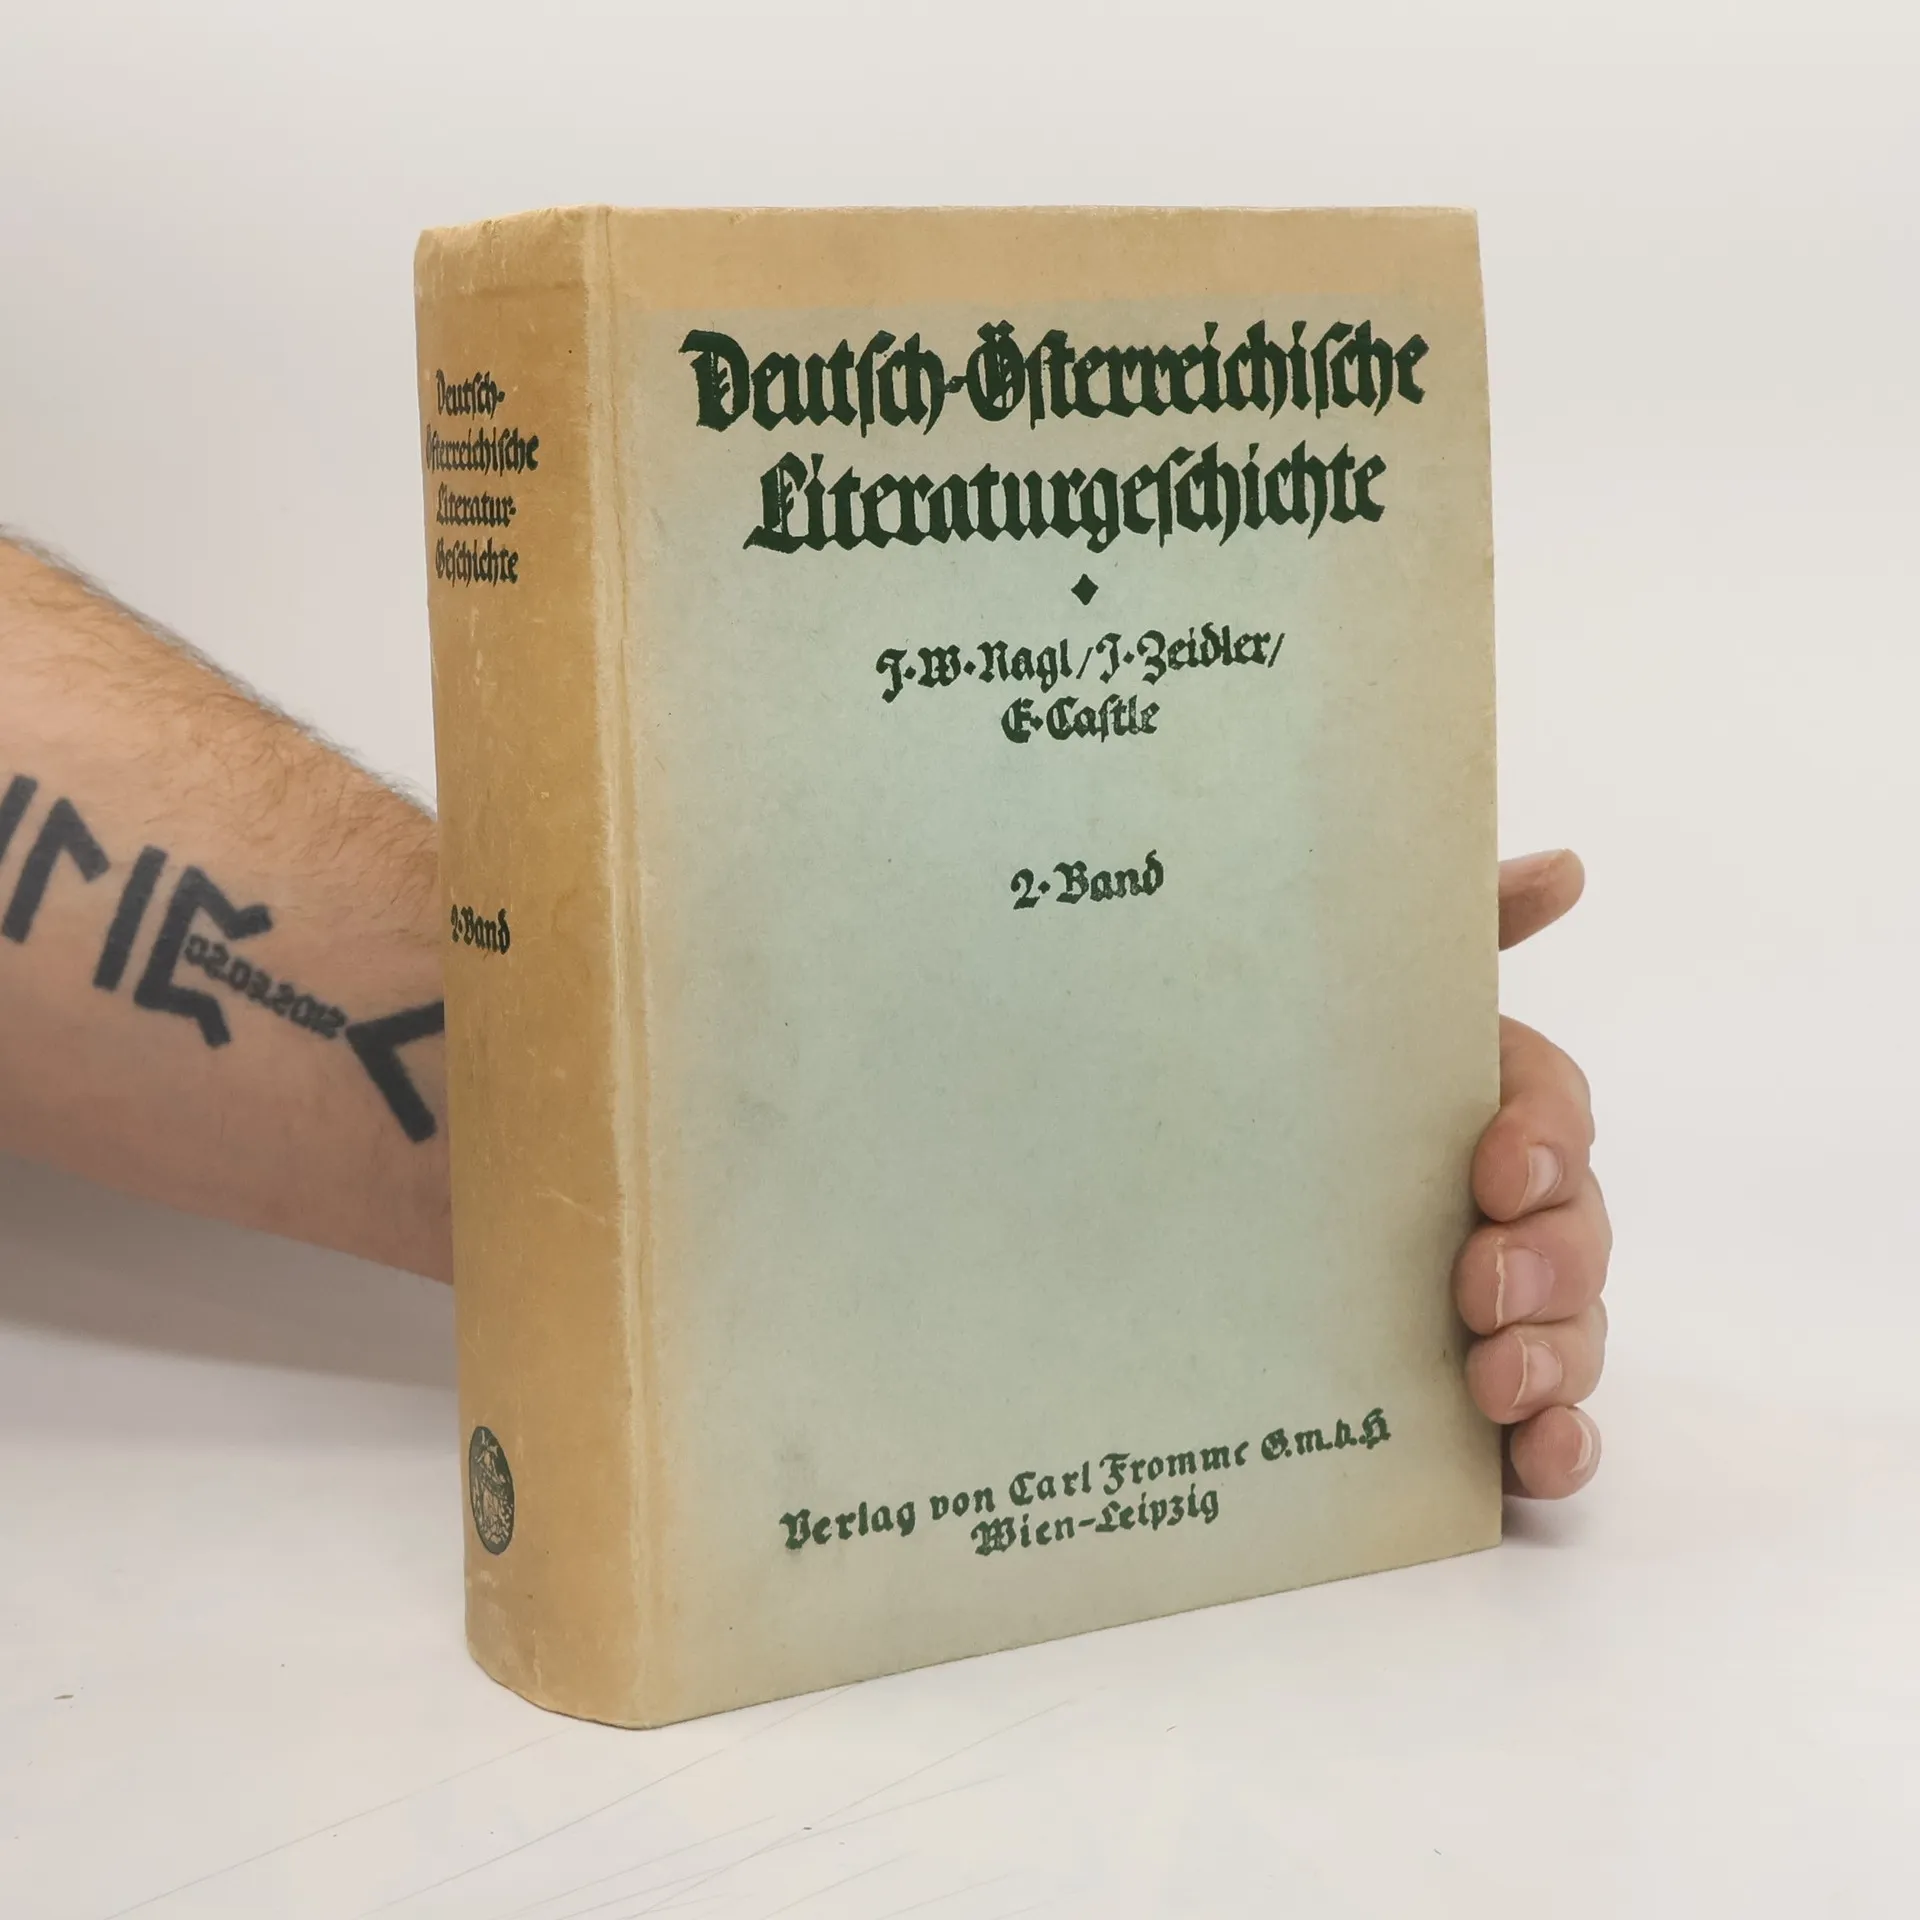 Deutsch-
Österreichische
Literatur-
Geschichte
2. Band
Deutsch-Österreichische
Literaturgeschichte
J. W. Nagl / J. Zeidler /
E. Castle
2. Band
Verlag von Carl Fromme G.m.b.H
Wien-Leipzig